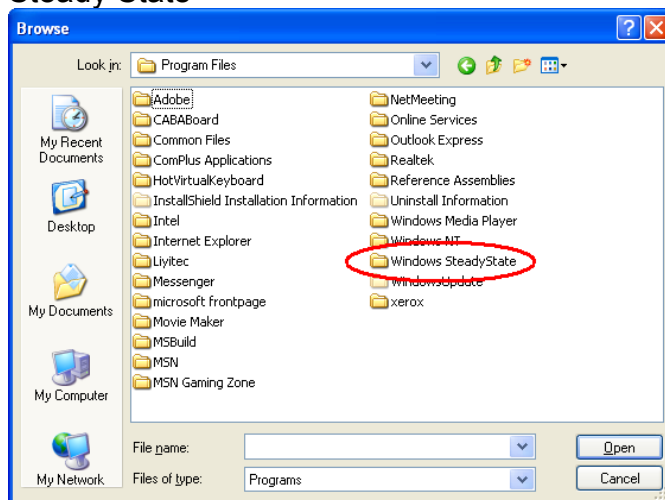 Steady State
Browse
Look in: Program Files
My Recent Documents
Desktop
My Documents
My Computer
My Network
Adobe
CABABoard
Common Files
ComPlus Applications
HotVirtualKeyboard
InstallShield Installation Information
Intel
Internet Explorer
Liyitec
Messenger
microsoft frontpage
Movie Maker
MSBuild
MSN
MSN Gaming Zone
NetMeeting
Online Services
Outlook Express
Realtek
Reference Assemblies
Uninstall Information
Windows Media Player
Windows NT
Windows SteadyState
WindowsUpdate
xerox
File name:
Open
Files of type: Programs
Cancel